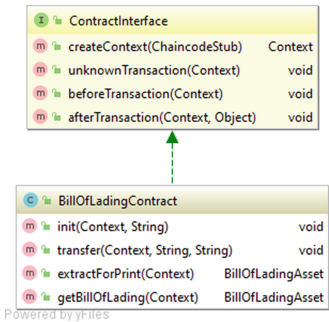 I ContractInterface
m createContext(ChaincodeStub) Context
m unknownTransaction(Context) void
m beforeTransaction(Context) void
m afterTransaction(Context, Object) void
C BillOfLadingContract
m init(Context, String) void
m transfer(Context, String, String) void
m extractForPrint(Context) BillOfLadingAsset
m getBillOfLading(Context) BillOfLadingAsset
Powered by yFiles